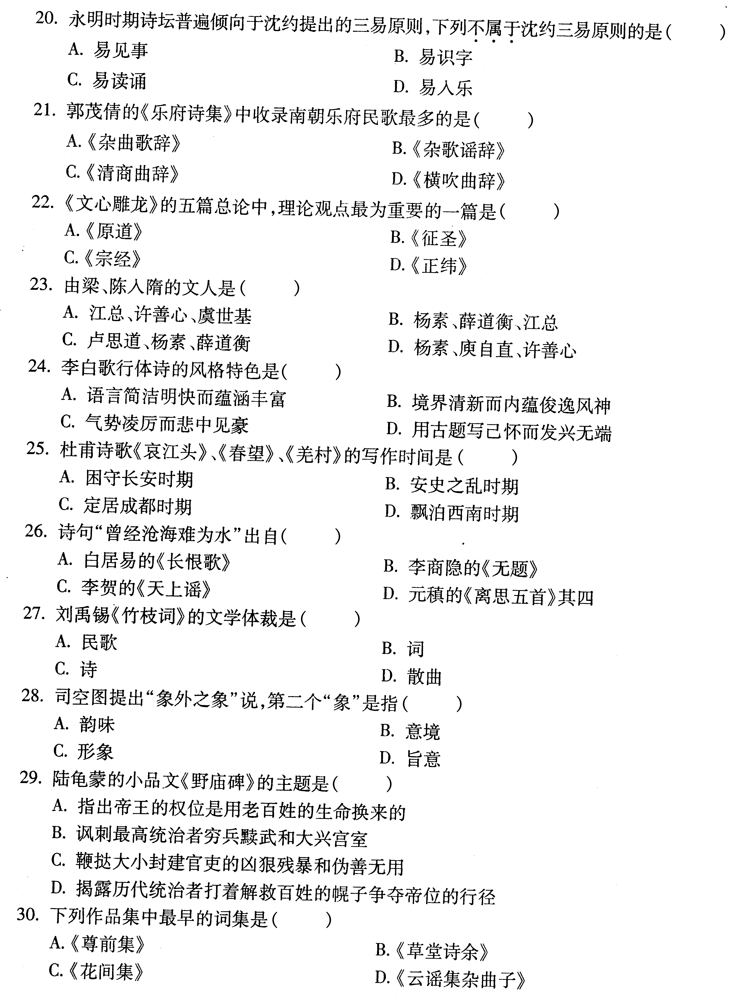 20. 永明时期诗坛普遍倾向于沈约提出的三易原则,下列不属于沈约三易原则的是( )
A. 易见事 B. 易识字
C. 易读诵 D. 易入乐
21. 郭茂倩的《乐府诗集》中收录南朝乐府民歌最多的是( )
A.《杂曲歌辞》 B.《杂歌谣辞》
C.《清商曲辞》 D.《横吹曲辞》
22.《文心雕龙》的五篇总论中,理论观点最为重要的一篇是( )
A.《原道》 B.《征圣》
C.《宗经》 D.《正纬》
23. 由梁、陈入隋的文人是( )
A. 江总、许善心、虞世基 B. 杨素、薛道衡、江总
C. 卢思道、杨素、薛道衡 D. 杨素、庾自直、许善心
24. 李白歌行体诗的风格特色是( )
A. 语言简洁明快而蕴涵丰富 B. 境界清新而内蕴俊逸风神
C. 气势凌厉而悲中见豪 D. 用古题写己怀而发兴无端
25. 杜甫诗歌《哀江头》、《春望》、《羌村》的写作时间是( )
A. 困守长安时期 B. 安史之乱时期
C. 定居成都时期 D. 飘泊西南时期
26. 诗句“曾经沧海难为水”出自( )
A. 白居易的《长恨歌》 B. 李商隐的《无题》
C. 李贺的《天上谣》 D. 元稹的《离思五首》其四
27. 刘禹锡《竹枝词》的文学体裁是( )
A. 民歌 B. 词
C. 诗 D. 散曲
28. 司空图提出“象外之象”说,第二个“象”是指( )
A. 韵味 B. 意境
C. 形象 D. 旨意
29. 陆龟蒙的小品文《野庙碑》的主题是( )
A. 指出帝王的权位是用老百姓的生命换来的
B. 讽刺最高统治者穷兵黩武和大兴宫室
C. 鞭挞大小封建官吏的凶狠残暴和伪善无用
D. 揭露历代统治者打着解救百姓的幌子争夺帝位的行径
30. 下列作品集中最早的词集是( )
A.《尊前集》 B.《草堂诗余》
C.《花间集》 D.《云谣集杂曲子》